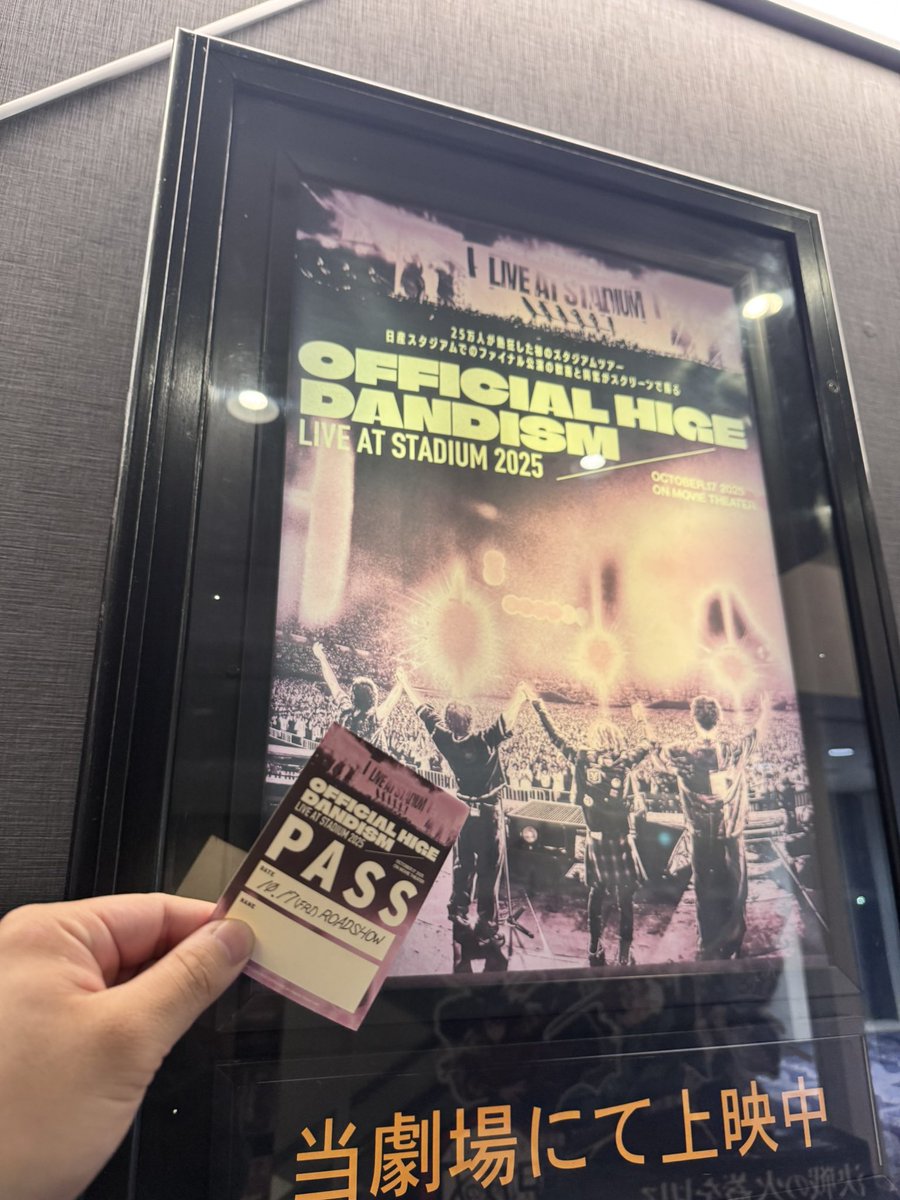 LIVE AT STADIUM
25万人が熱狂した初のスタジアムツアー
日産スタジアムでのファイナル公演の歓喜と興奮がスクリーンで蘇る
OFFICIAL HIGE
DANDISM
LIVE AT STADIUM 2025
OCTOBER.17 2025
ON MOVIE THEATER
LIVE AT STADIUM
OFFICIAL HIGE
DANDISM
LIVE AT STADIUM 2025
PASS
DATE
10.17(FRI) ROADSHOW
NAME
当劇場にて上映中